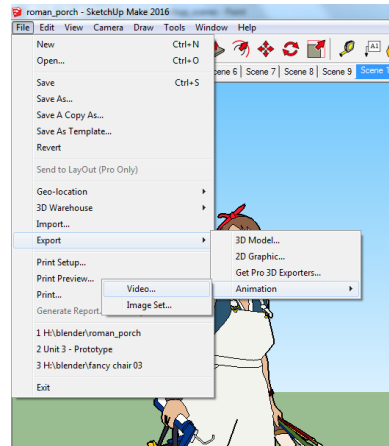 roman_porch - SketchUp Make 2016
File Edit View Camera Draw Tools Window Help
New Ctrl+N
Open... Ctrl+O
Scene 6 Scene 7 Scene 8 Scene 9 Scene 1
Save Ctrl+S
Save As...
Save A Copy As...
Save As Template...
Revert
Send to LayOut (Pro Only)
Geo-location
3D Warehouse
Import...
Export
3D Model...
2D Graphic...
Get Pro 3D Exporters...
Animation
Print Setup...
Print Preview...
Print...
Generate Report...
Video...
Image Set...
1 H:\blender\roman_porch
2 Unit 3 - Prototype
3 H:\blender\fancy chair 03
Exit